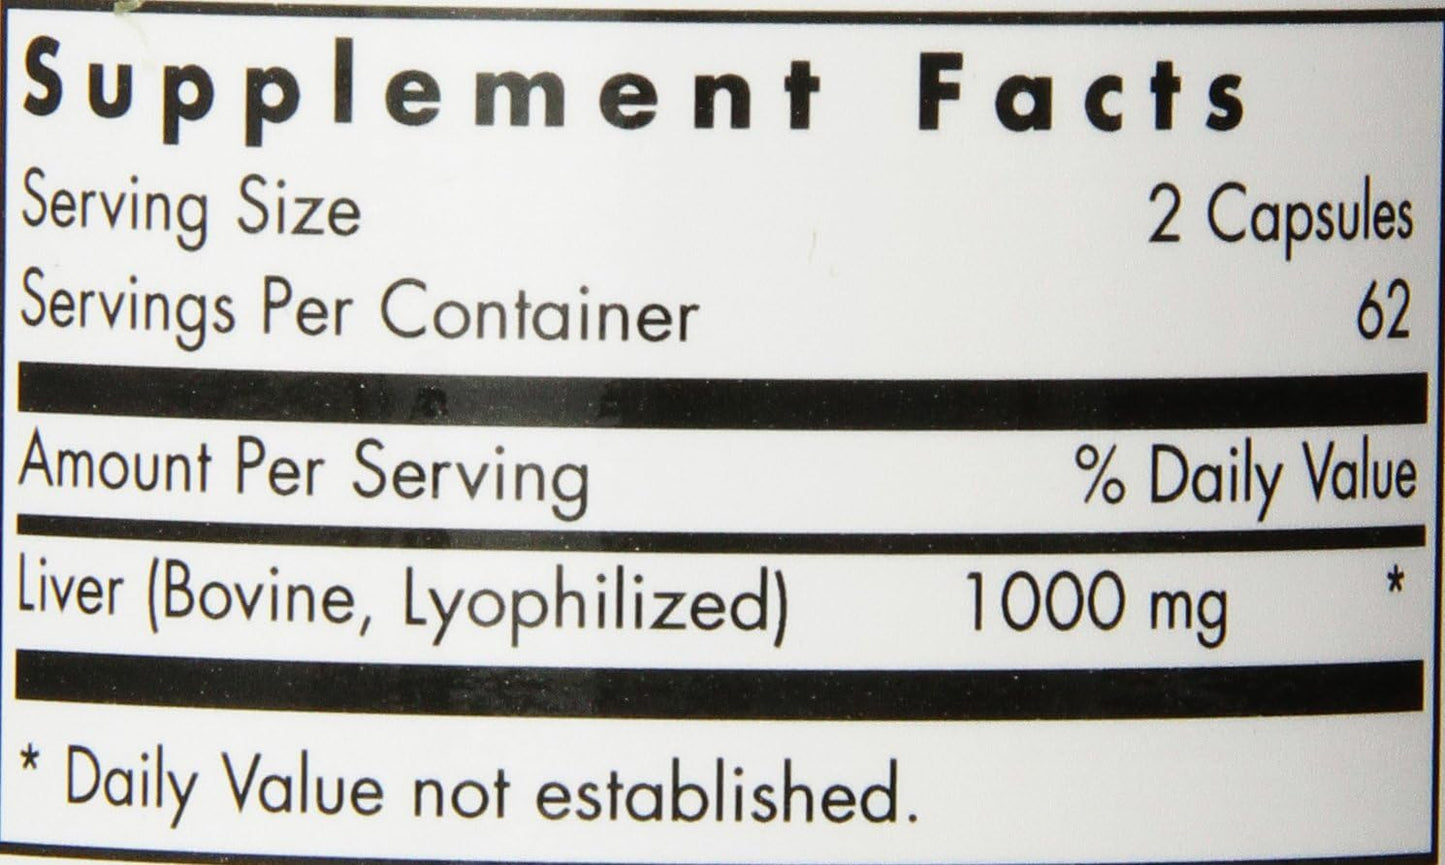 Supplement Facts
Serving Size 2 Capsules
Servings Per Container 62
Amount Per Serving % Daily Value
Liver (Bovine, Lyophilized) 1000 mg *
* Daily Value not established.